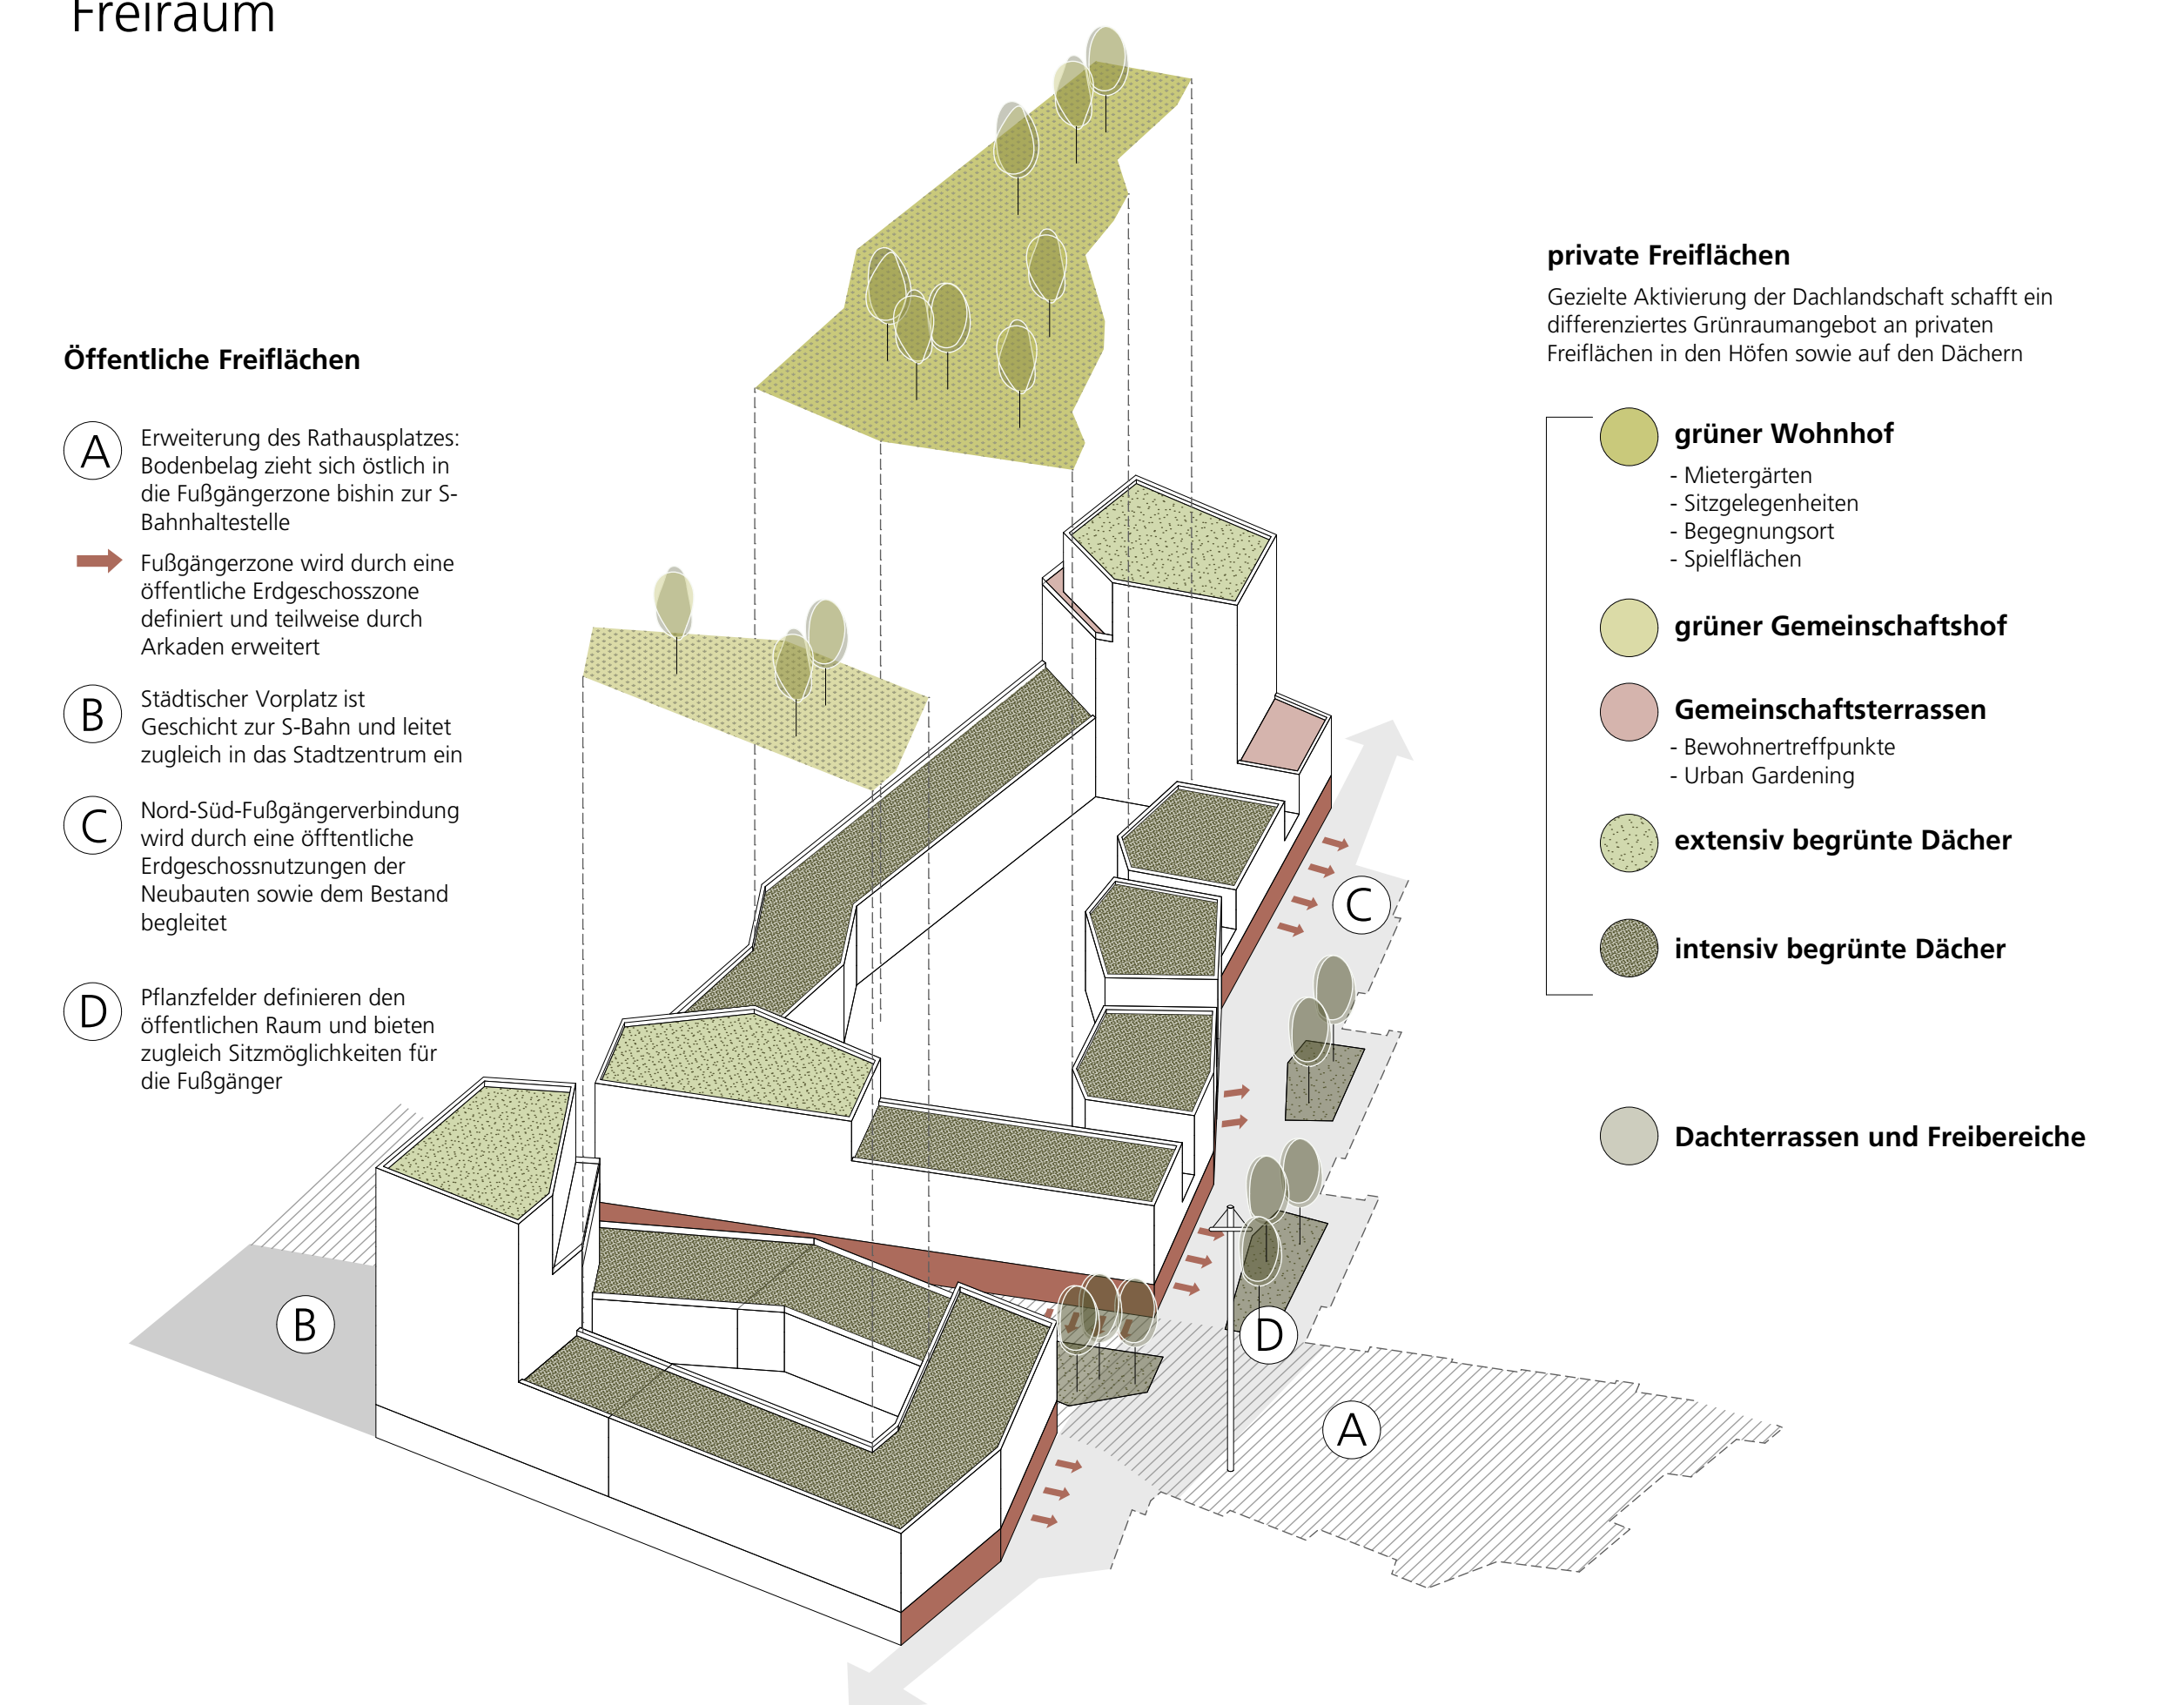 Freiraum
Öffentliche Freiflächen
A
Erweiterung des Rathausplatzes:
Bodenbelag zieht sich östlich in
die Fußgängerzone bishin zur S-
Bahnhaltestelle
Fußgängerzone wird durch eine
öffentliche Erdgeschosszone
definiert und teilweise durch
Arkaden erweitert
B
Städtischer Vorplatz ist
Geschicht zur S-Bahn und leitet
zugleich in das Stadtzentrum ein
C
Nord-Süd-Fußgängerverbindung
wird durch eine öfftentliche
Erdgeschossnutzungen der
Neubauten sowie dem Bestand
begleitet
D
Pflanzfelder definieren den
öffentlichen Raum und bieten
zugleich Sitzmöglichkeiten für
die Fußgänger
private Freiflächen
Gezielte Aktivierung der Dachlandschaft schafft ein
differenziertes Grünraumangebot an privaten
Freiflächen in den Höfen sowie auf den Dächern
grüner Wohnhof
- Mietergärten
- Sitzgelegenheiten
- Begegnungsort
- Spielflächen
grüner Gemeinschaftshof
Gemeinschaftsterrassen
- Bewohnertreffpunkte
- Urban Gardening
extensiv begrünte Dächer
intensiv begrünte Dächer
Dachterrassen und Freibereiche
C
B
D
A